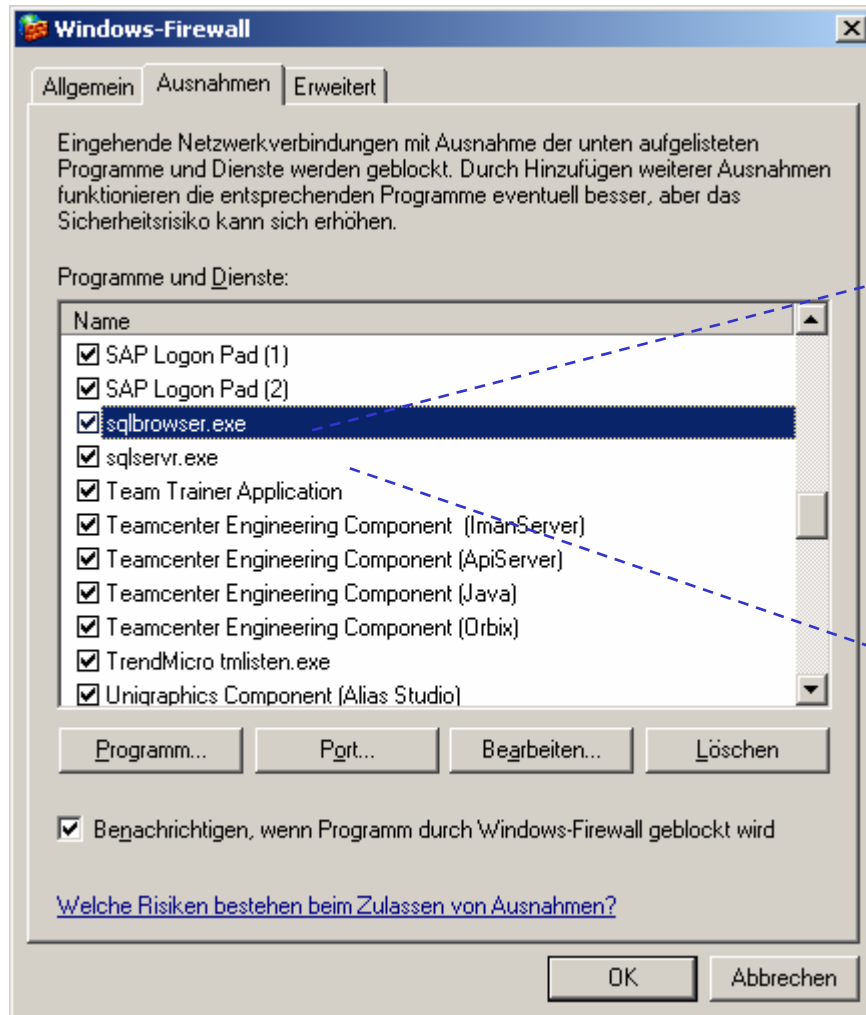 Windows-Firewall
Allgemein Ausnahmen Erweitert
Eingehende Netzwerkverbindungen mit Ausnahme der unten aufgelisteten
Programme und Dienste werden geblockt. Durch Hinzufügen weiterer Ausnahmen
funktionieren die entsprechenden Programme eventuell besser, aber das
Sicherheitsrisiko kann sich erhöhen.
Programme und Dienste:
Name
SAP Logon Pad (1)
SAP Logon Pad (2)
sqlbrowser.exe
sqlservr.exe
Team Trainer Application
Teamcenter Engineering Component (ImanServer)
Teamcenter Engineering Component (ApiServer)
Teamcenter Engineering Component (Java)
Teamcenter Engineering Component (Orbix)
TrendMicro tmlisten.exe
Unigraphics Component (Alias Studio)
Programm... Port... Bearbeiten... Löschen
Benachrichtigen, wenn Programm durch Windows-Firewall geblockt wird
Welche Risiken bestehen beim Zulassen von Ausnahmen?
OK Abbrechen